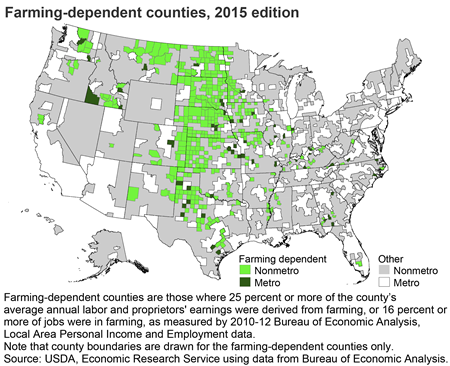 Farming-dependent counties, 2015 edition
Farming dependent
Nonmetro
Metro
Other
Nonmetro
Metro
Farming-dependent counties are those where 25 percent or more of the county's
average annual labor and proprietors' earnings were derived from farming, or 16 percent or
more of jobs were in farming, as measured by 2010-12 Bureau of Economic Analysis,
Local Area Personal Income and Employment data.
Note that county boundaries are drawn for the farming-dependent counties only.
Source: USDA, Economic Research Service using data from Bureau of Economic Analysis.